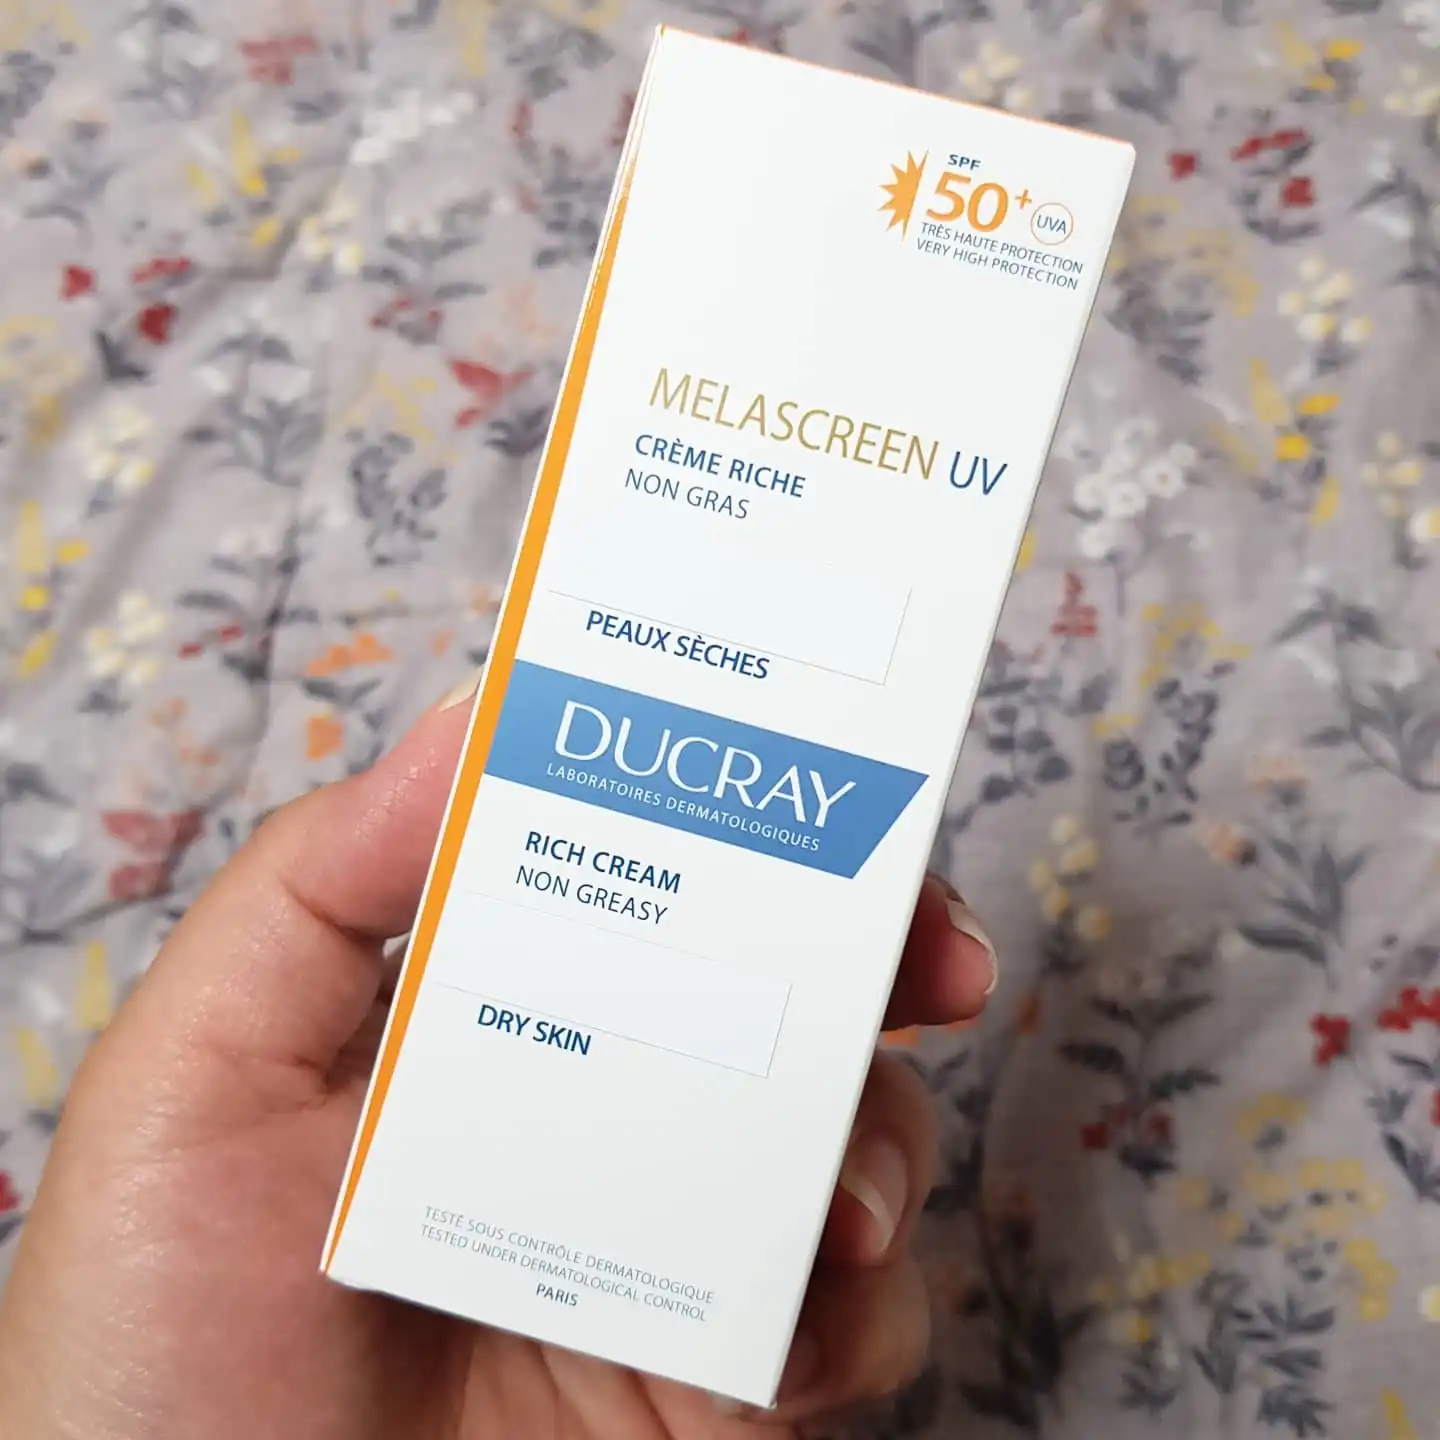 SPF
50+
UVA
TRÈS HAUTE PROTECTION
VERY HIGH PROTECTION
MELASCREEN UV
CRÈME RICHE
NON GRAS
PEAUX SÈCHES
DUCRAY
LABORATOIRES DERMATOLOGIQUES
RICH CREAM
NON GREASY
DRY SKIN
TESTÉ SOUS CONTRÔLE DERMATOLOGIQUE
TESTED UNDER DERMATOLOGICAL CONTROL
PARIS